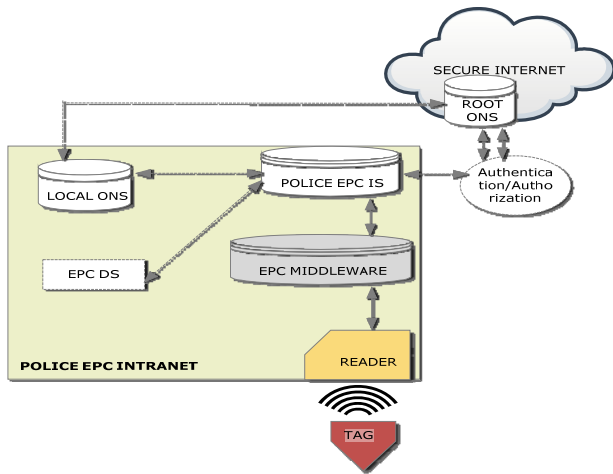 SECURE INTERNET
ROOT
ONS
Authentica
tion/Autho
rization
POLICE EPC IS
LOCAL ONS
EPC DS
EPC MIDDLEWARE
READER
POLICE EPC INTRANET
TAG